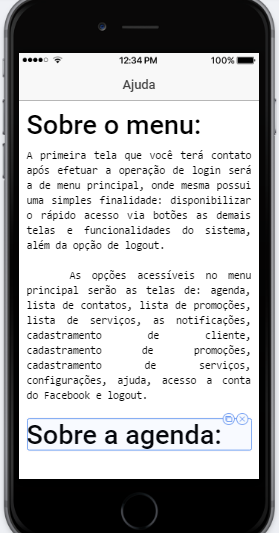 12:34 PM 100%
Ajuda
Sobre o menu:
A primeira tela que você terá contato
após efetuar a operação de login será
a de menu principal, onde mesma possui
uma simples finalidade: disponibilizar
o rápido acesso via botões as demais
telas e funcionalidades do sistema,
além da opção de logout.
As opções acessíveis no menu
principal serão as telas de: agenda,
lista de contatos, lista de promoções,
lista de serviços, as notificações,
cadastramento de cliente,
cadastramento de promoções,
cadastramento de serviços,
configurações, ajuda, acesso a conta
do Facebook e logout.
Sobre a agenda: